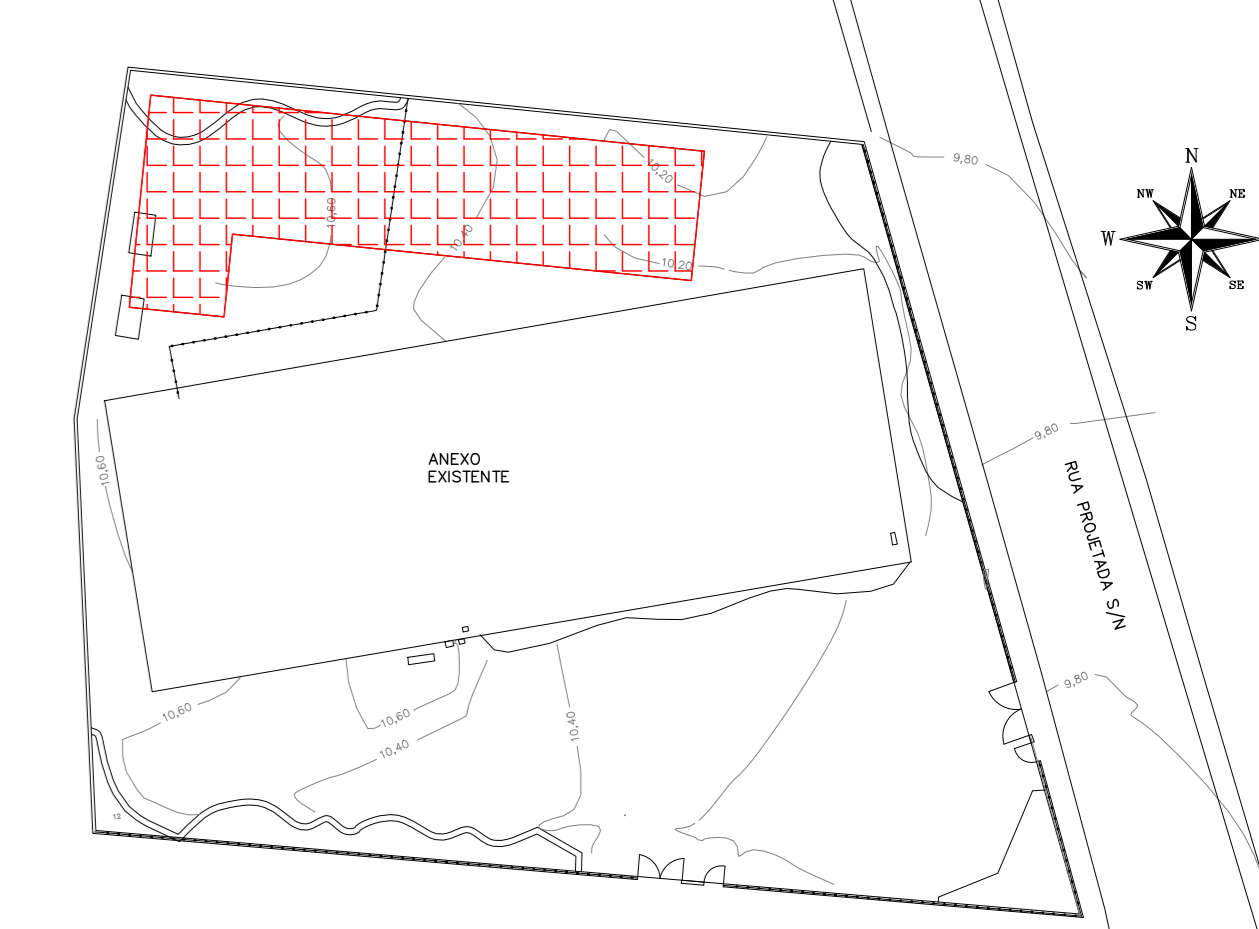 9,80
N
NW
NE
10,20
W
10,60
10,40
10,20
SW
SE
S
9,80
ANEXO
EXISTENTE
10,60
RUA PROJETADA S/N
9,80
10,60
10,60
10,40
10,40
12